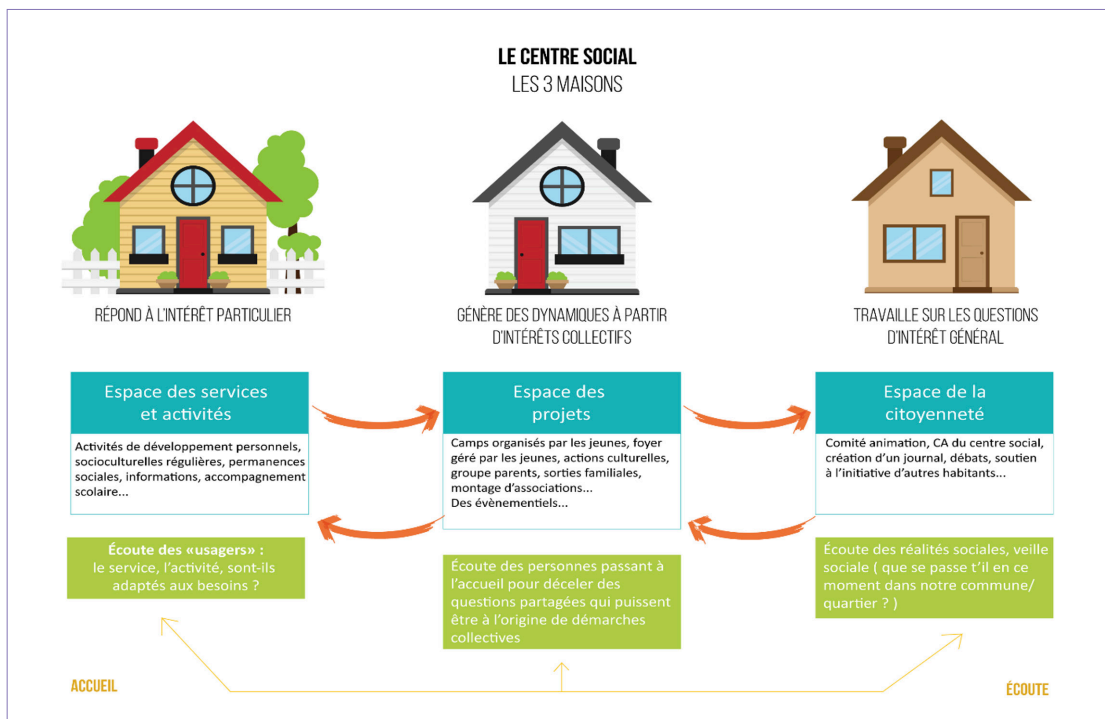 LE CENTRE SOCIAL
LES 3 MAISONS
RÉPOND À L'INTÉRÊT PARTICULIER
GÉNÈRE DES DYNAMIQUES À PARTIR
D'INTÉRÊTS COLLECTIFS
TRAVAILLE SUR LES QUESTIONS
D'INTÉRÊT GÉNÉRAL
Espace des services
et activités
Activités de développement personnels,
socioculturelles régulières, permanences
sociales, informations, accompagnement
scolaire...
Espace des
projets
Camps organisés par les jeunes, foyer
géré par les jeunes, actions culturelles,
groupe parents, sorties familiales,
montage d'associations...
Des évènementiels...
Espace de la
citoyenneté
Comité animation, CA du centre social,
création d'un journal, débats, soutien
à l'initiative d'autres habitants...
Écoute des «usagers» :
le service, l'activité, sont-ils
adaptés aux besoins ?
Écoute des personnes passant à
l'accueil pour déceler des
questions partagées qui puissent
être à l'origine de démarches
collectives
Écoute des réalités sociales, veille
sociale ( que se passe t'il en ce
moment dans notre commune/
quartier ? )
ACCUEIL
ÉCOUTE